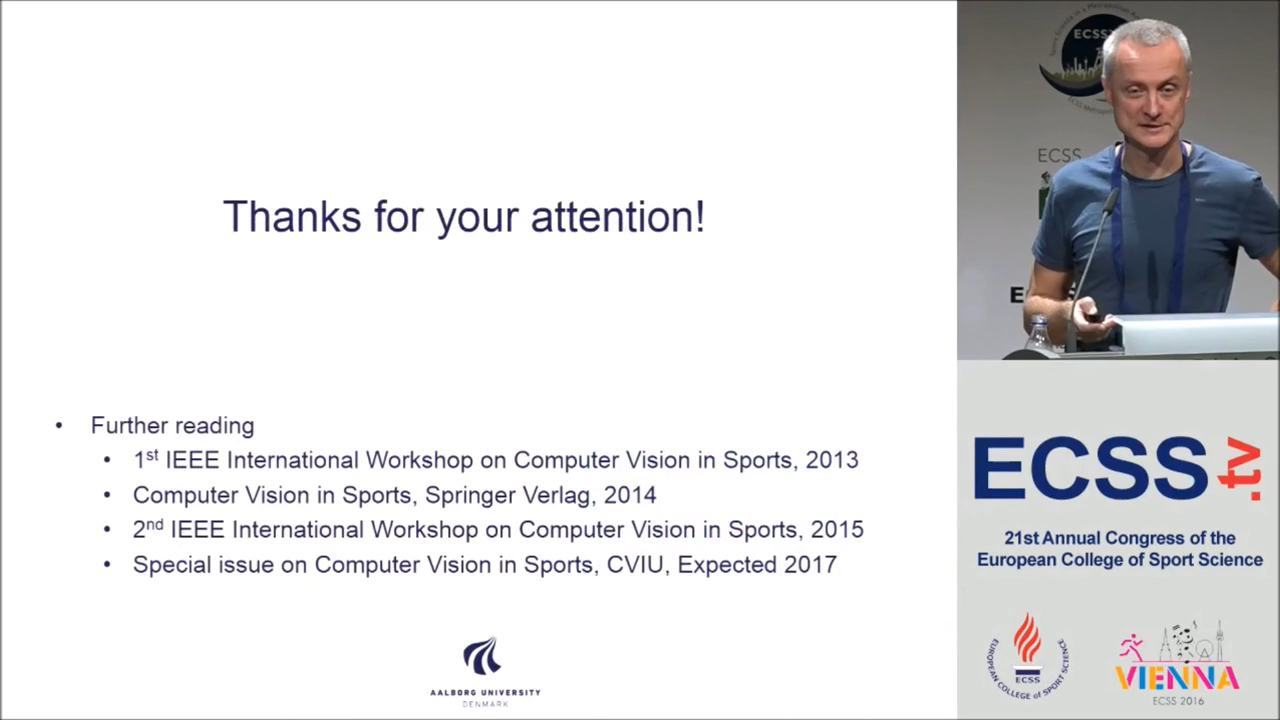 Thanks for your attention!
• Further reading
• 1st IEEE International Workshop on Computer Vision in Sports, 2013
• Computer Vision in Sports, Springer Verlag, 2014
• 2nd IEEE International Workshop on Computer Vision in Sports, 2015
• Special issue on Computer Vision in Sports, CVIU, Expected 2017
AALBORG UNIVERSITY
DENMARK
ECSS
ECSS
ECSS.tv
21st Annual Congress of the
European College of Sport Science
EUROPEAN COLLEGE OF SPORT SCIENCE
ECSS
VIENNA
ECSS 2016